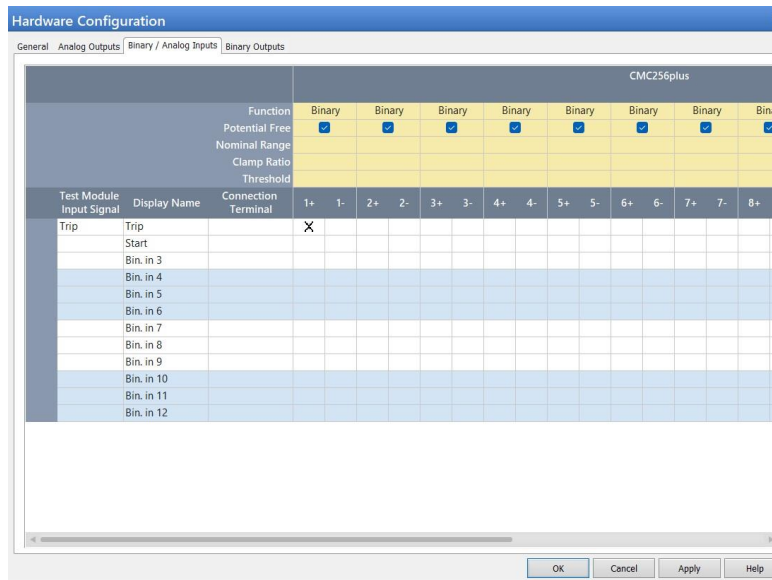 Hardware Configuration
General Analog Outputs Binary / Analog Inputs Binary Outputs
CMC256plus
Function Binary Binary Binary Binary Binary Binary Binary
Potential Free
Nominal Range
Clamp Ratio
Threshold
Test Module Input Signal Display Name Connection Terminal 1+ 1- 2+ 2- 3+ 3- 4+ 4- 5+ 5- 6+ 6- 7+ 7- 8+
Trip Trip X
Start
Bin. in 3
Bin. in 4
Bin. in 5
Bin. in 6
Bin. in 7
Bin. in 8
Bin. in 9
Bin. in 10
Bin. in 11
Bin. in 12
OK Cancel Apply Help